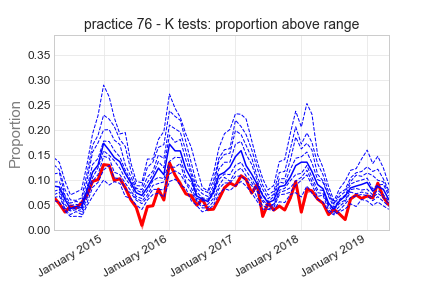 practice 76 - K tests: proportion above range
Proportion
0.35
0.30
0.25
0.20
0.15
0.10
0.05
0.00
January 2015
January 2016
January 2017
January 2018
January 2019